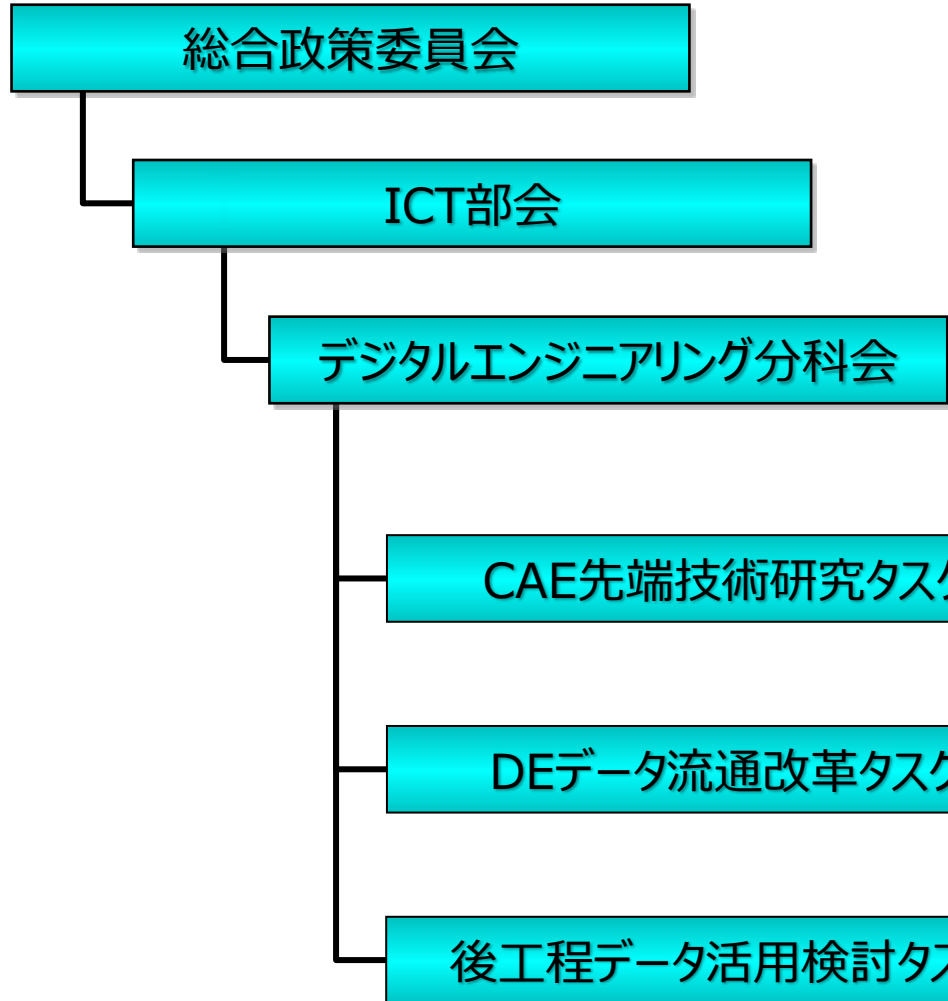 総合政策委員会
ICT部会
デジタルエンジニアリング分科会
CAE先端技術研究タスク
DEデータ流通改革タスク
後工程データ活用検討タス